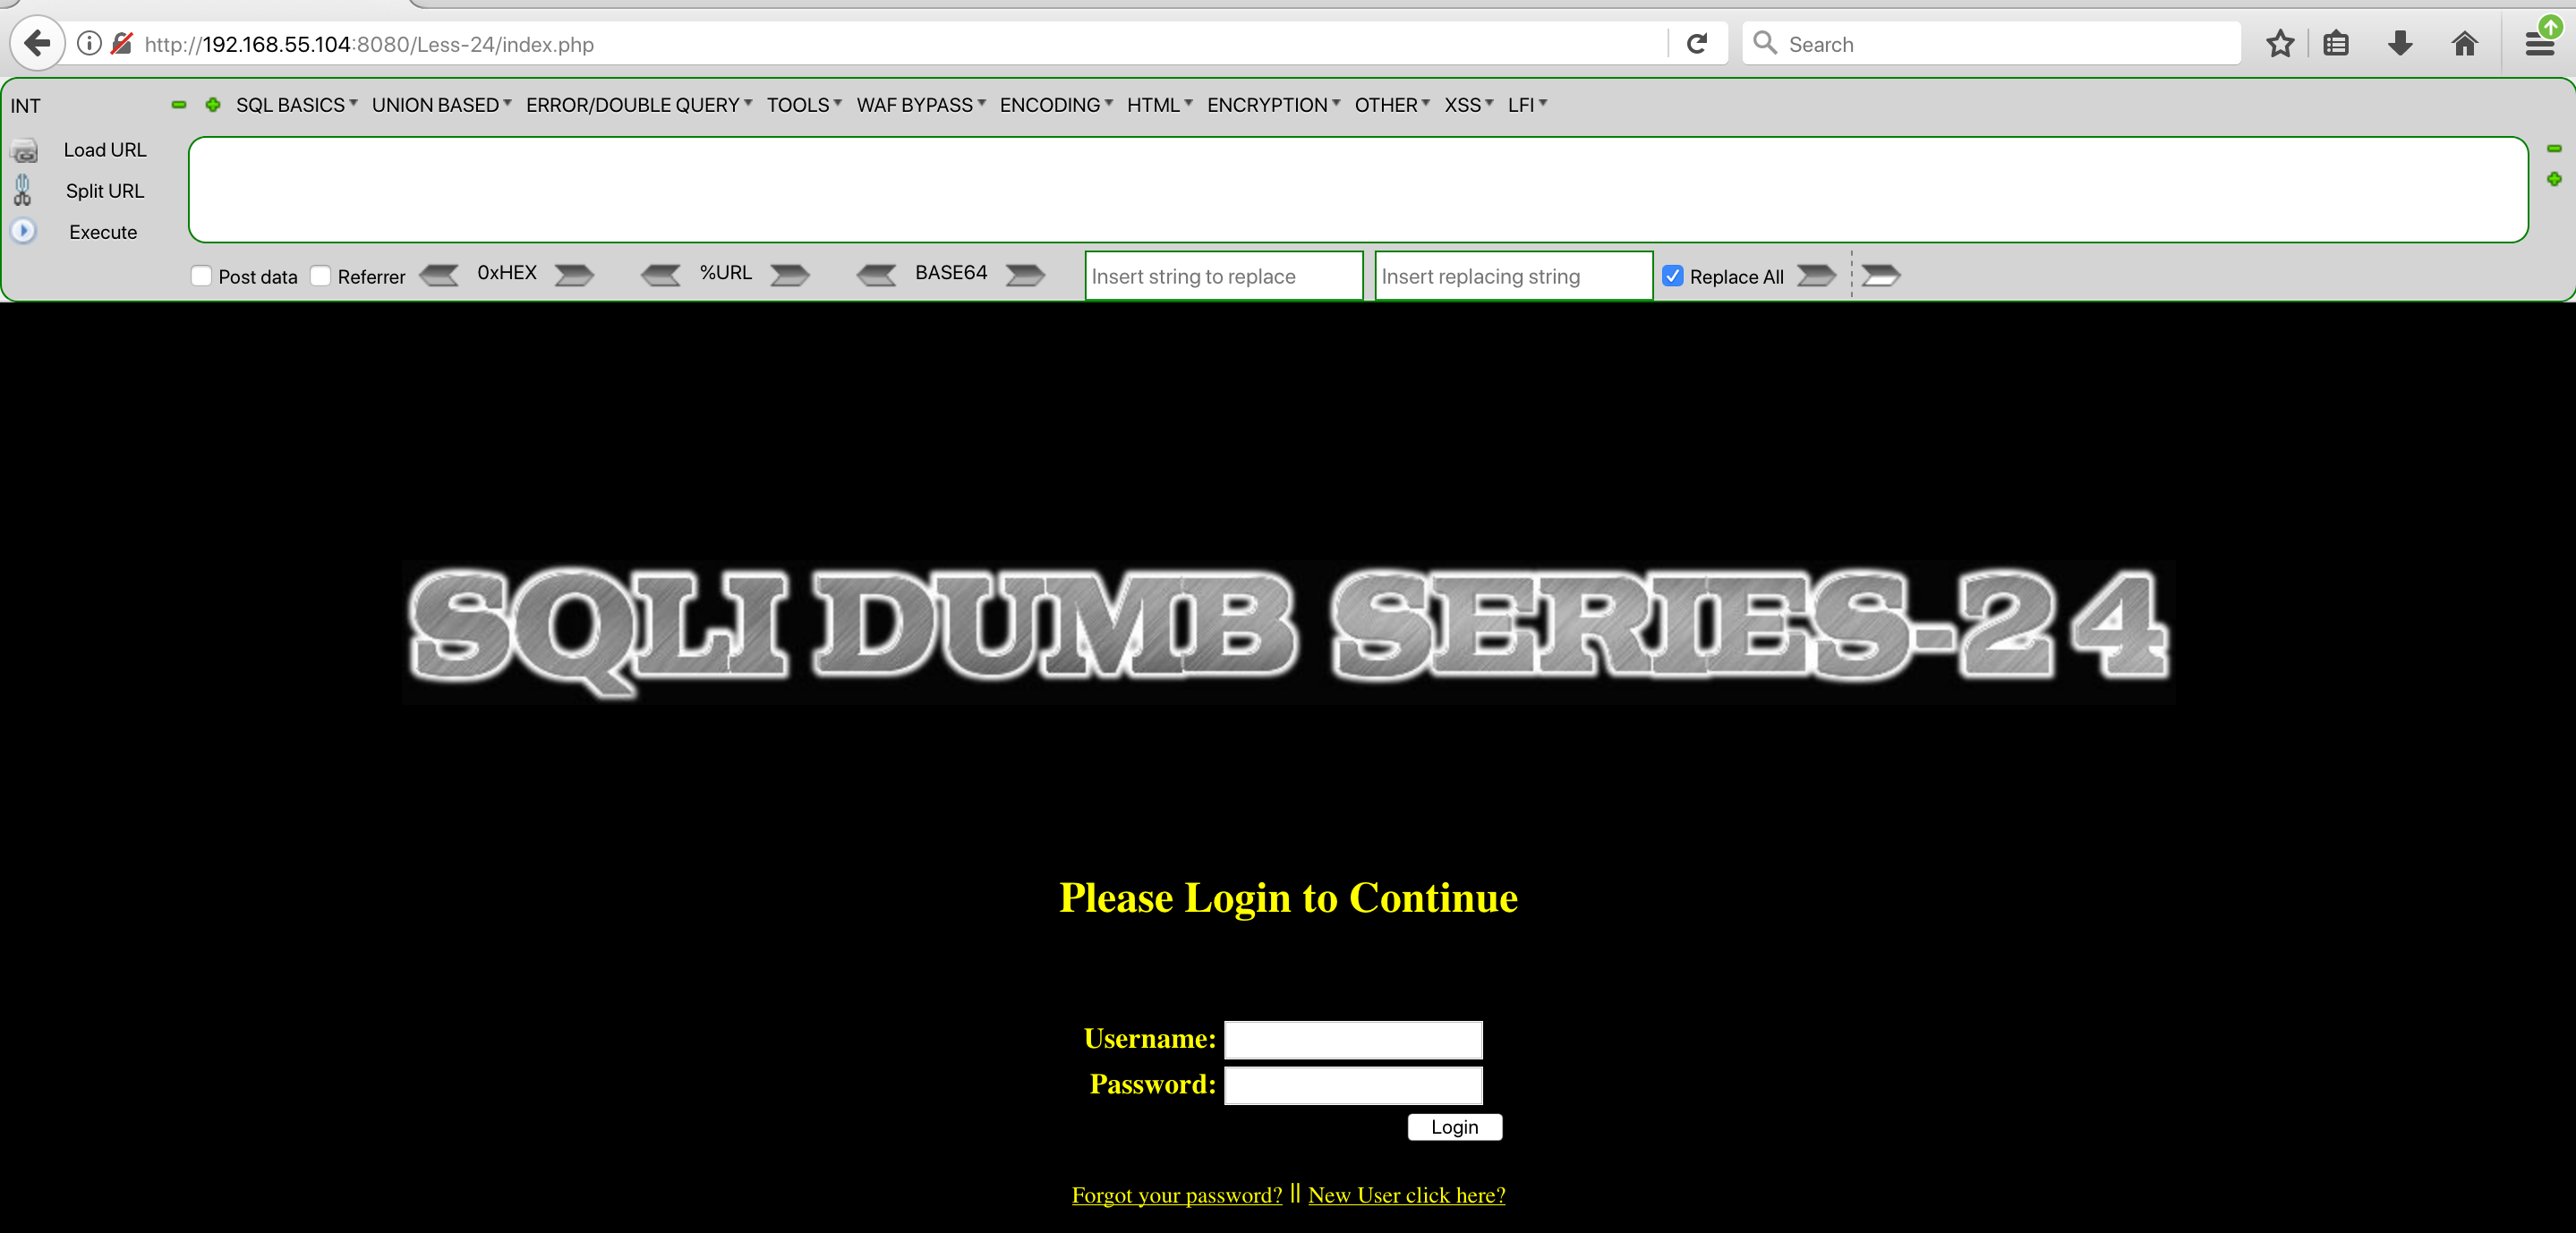 http://192.168.55.104:8080/Less-24/index.php Search
INT SQL BASICS UNION BASED ERROR/DOUBLE QUERY TOOLS WAF BYPASS ENCODING HTML ENCRYPTION OTHER XSS LFI
Load URL
Split URL
Execute
Post data Referrer 0xHEX %URL BASE64 Insert string to replace Insert replacing string Replace All
SQLI DUMB SERIES-24
Please Login to Continue
Username:
Password:
Login
Forgot your password? || New User click here?